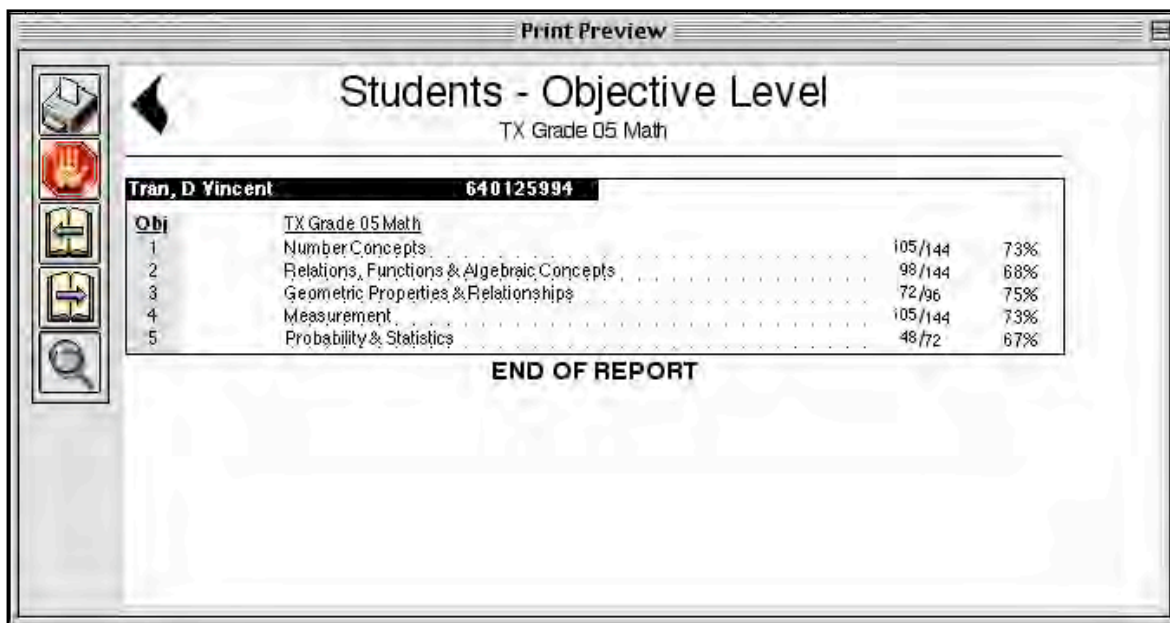 Print Preview
Students - Objective Level
TX Grade 05 Math
Tran, D Vincent 640125994
Obj TX Grade 05 Math
1 Number Concepts 105/144 73%
2 Relations, Functions & Algebraic Concepts 98/144 68%
3 Geometric Properties & Relationships 72/96 75%
4 Measurement 105/144 73%
5 Probability & Statistics 48/72 67%
END OF REPORT